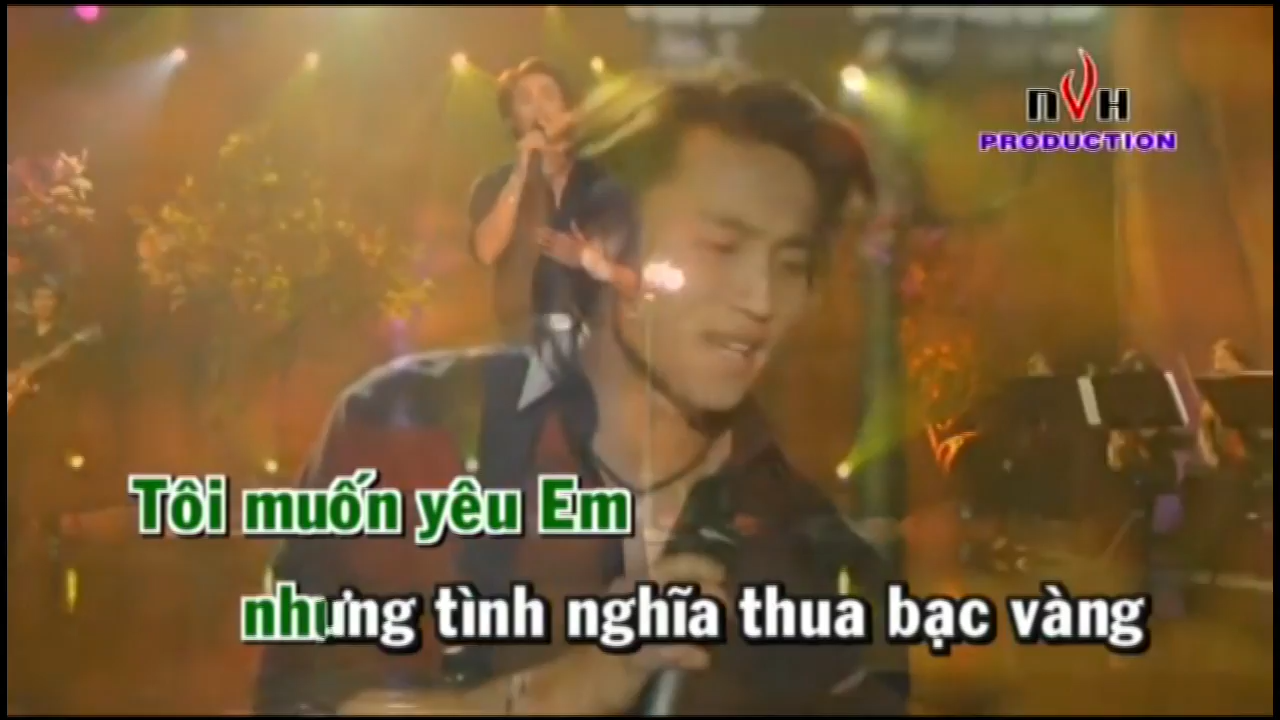 NVH
PRODUCTION
Tôi muốn yêu Em
nhưng tình nghĩa thua bạc vàng